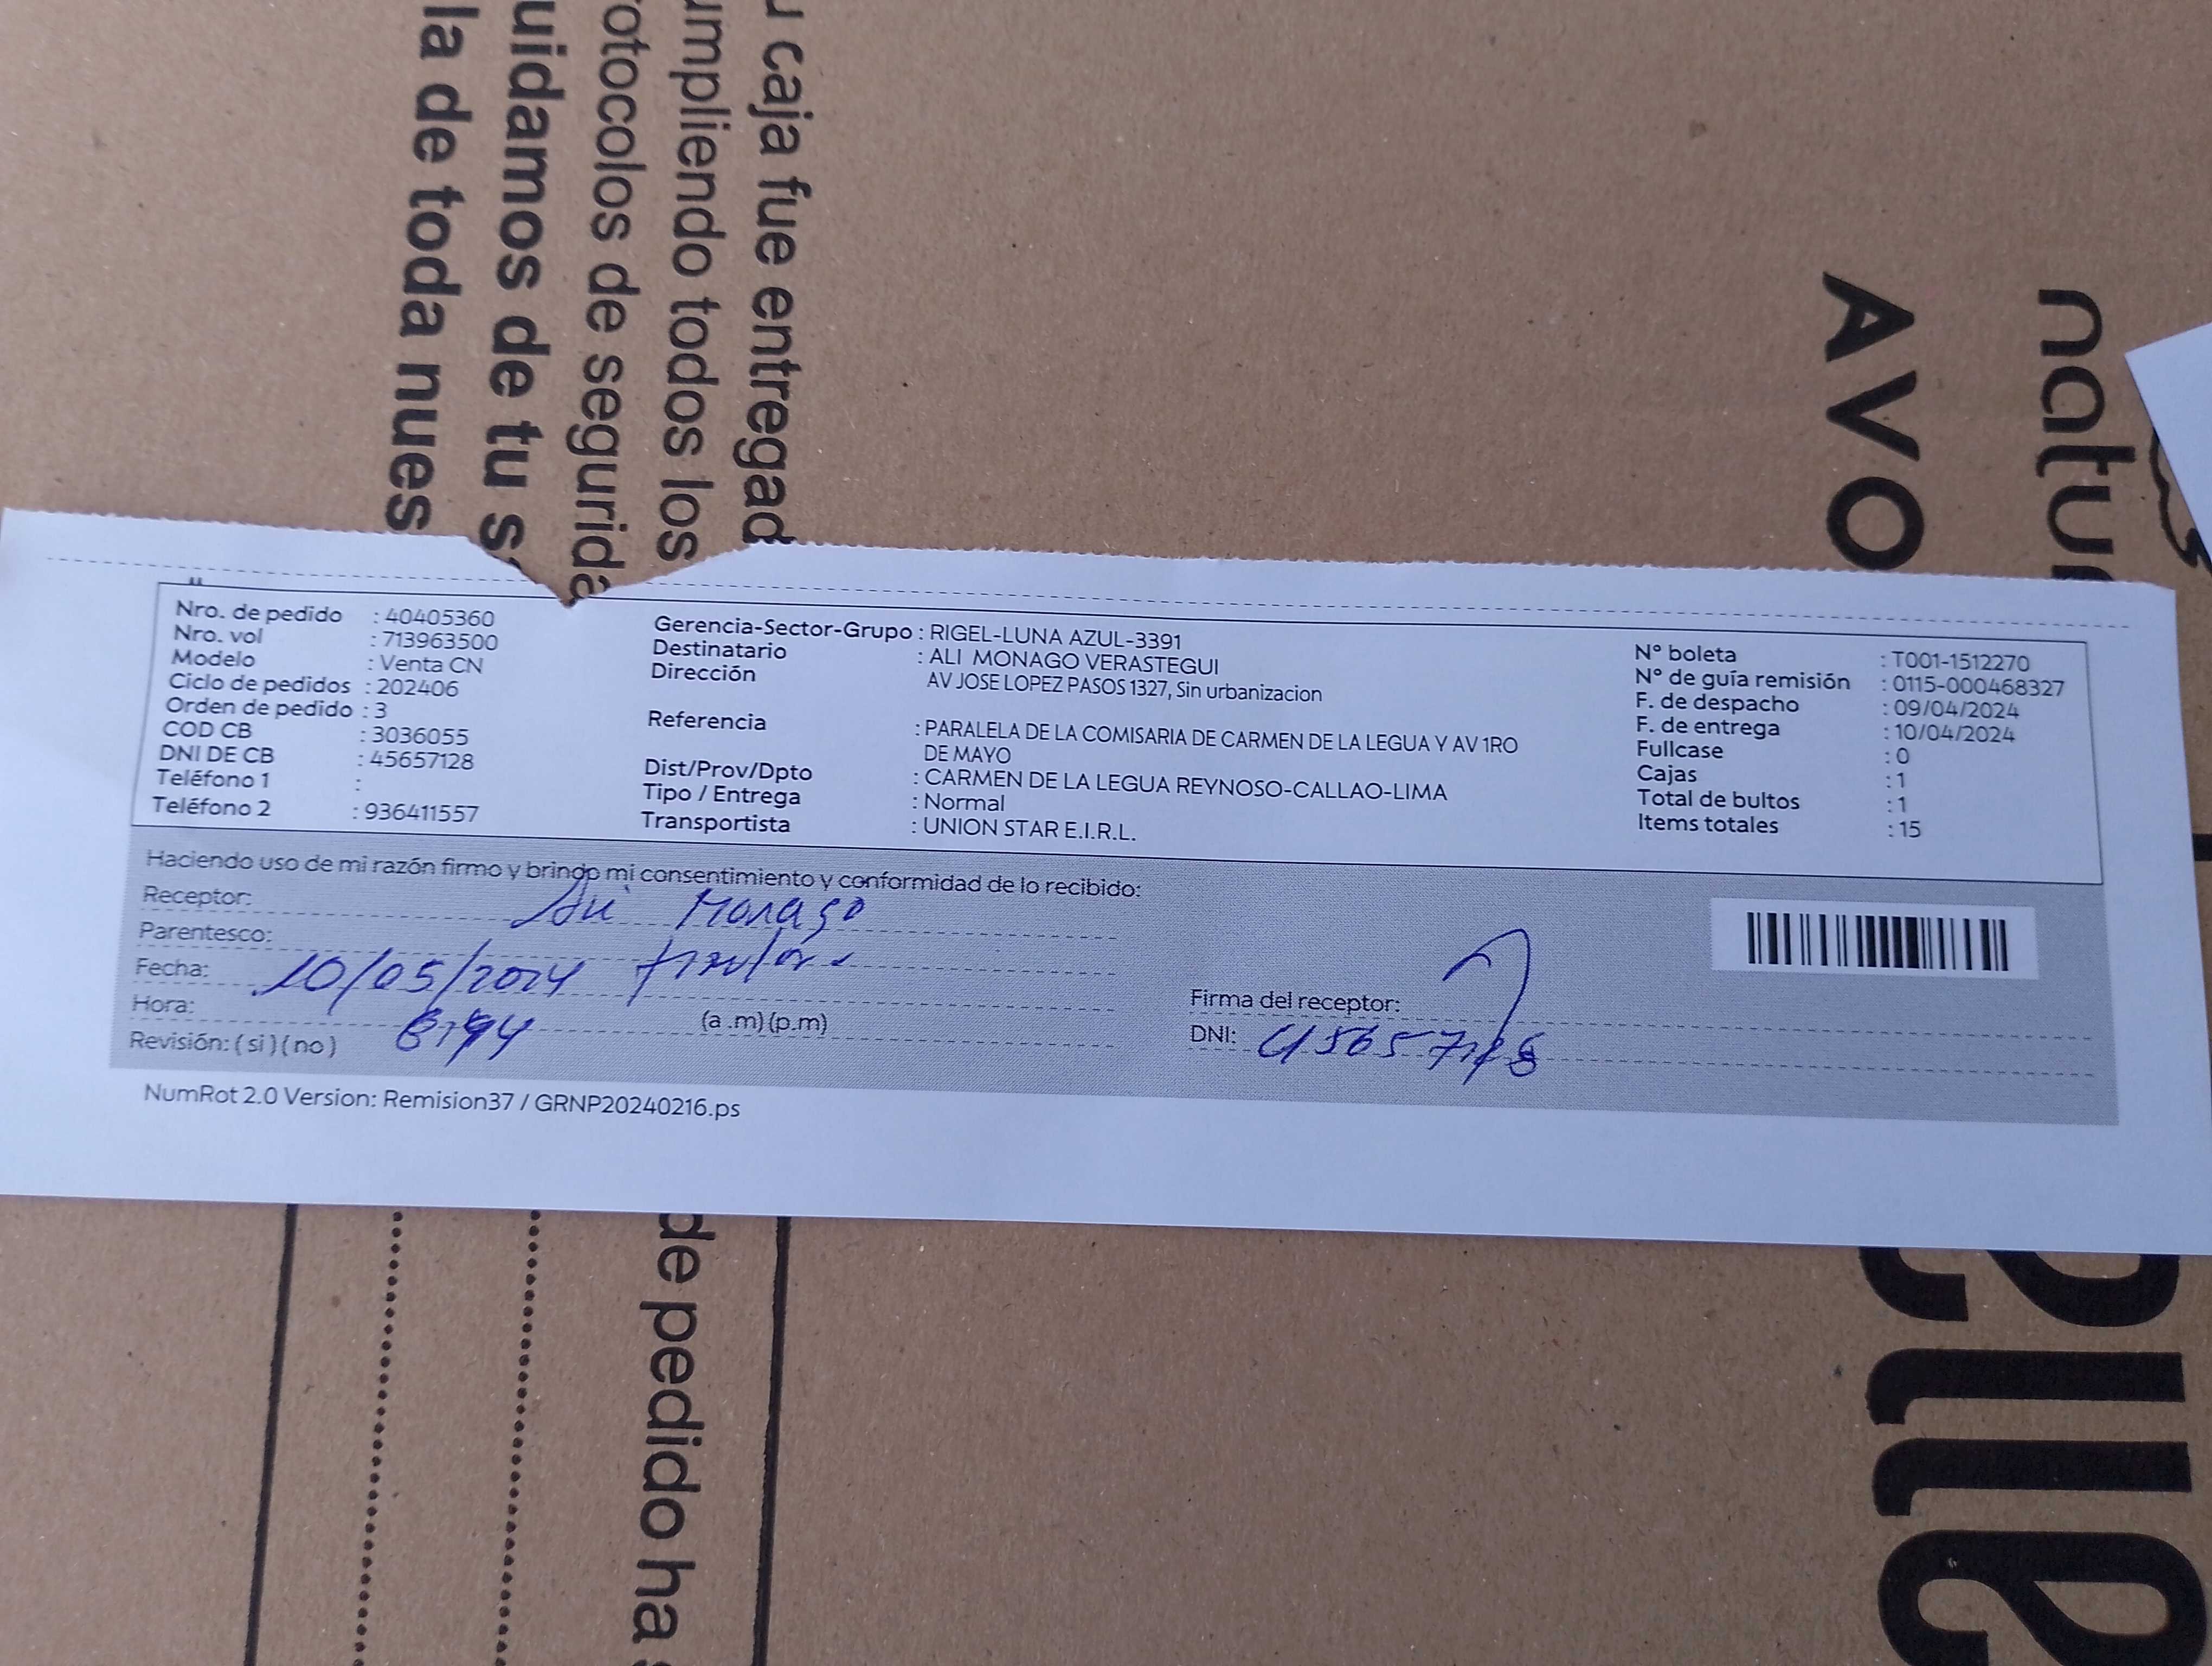 u caja fue entregad
umpliendo todos los
otocolos de segurida
uidamos de tu s
la de toda nues
natu
AVO
Nro. de pedido : 40405360
Nro. vol : 713963500
Modelo : Venta CN
Ciclo de pedidos : 202406
Orden de pedido : 3
COD CB : 3036055
DNI DE CB : 45657128
Teléfono 1 :
Teléfono 2 : 936411557
Gerencia-Sector-Grupo : RIGEL-LUNA AZUL-3391
Destinatario : ALI MONAGO VERASTEGUI
Dirección AV JOSE LOPEZ PASOS 1327, Sin urbanizacion
Referencia : PARALELA DE LA COMISARIA DE CARMEN DE LA LEGUA Y AV 1RO
DE MAYO
Dist/Prov/Dpto : CARMEN DE LA LEGUA REYNOSO-CALLAO-LIMA
Tipo / Entrega : Normal
Transportista : UNION STAR E.I.R.L.
N° boleta : T001-1512270
N° de guía remisión : 0115-000468327
F. de despacho : 09/04/2024
F. de entrega : 10/04/2024
Fullcase : 0
Cajas : 1
Total de bultos : 1
Items totales : 15
Haciendo uso de mi razón firmo y brindo mi consentimiento y conformidad de lo recibido:
Receptor: Ali Monago
Parentesco:
Fecha: 10/05/2024
Hora: (a .m) (p.m)
Revisión: ( si ) ( no )
Firma del receptor:
DNI: 45657128
NumRot 2.0 Version: Remision37 / GRNP20240216.ps
de pedido ha